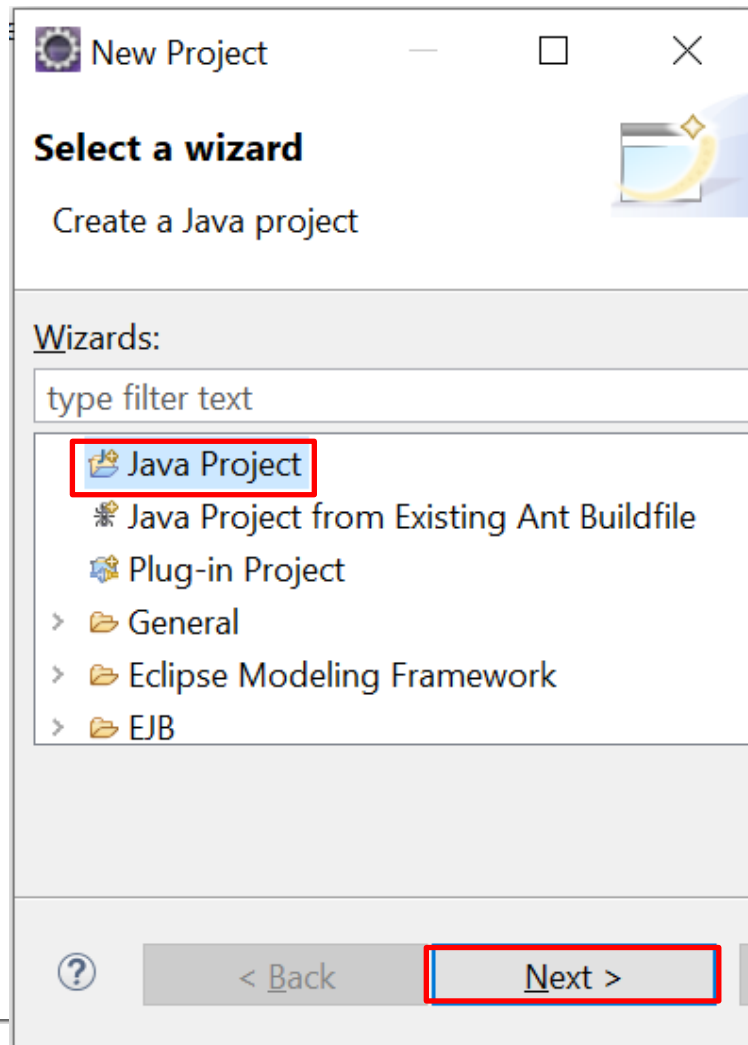 New Project
Select a wizard
Create a Java project
Wizards:
type filter text
Java Project
Java Project from Existing Ant Buildfile
Plug-in Project
General
Eclipse Modeling Framework
EJB
< Back
Next >